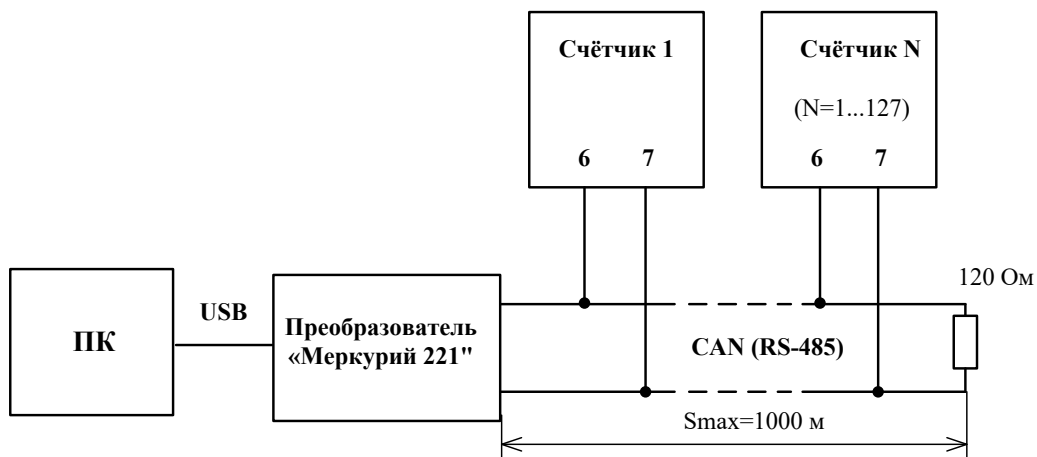 Счётчик 1
Счётчик N
(N=1...127)
6 7
6 7
120 Ом
USB
ПК
Преобразователь
«Меркурий 221"
CAN (RS-485)
Smax=1000 м